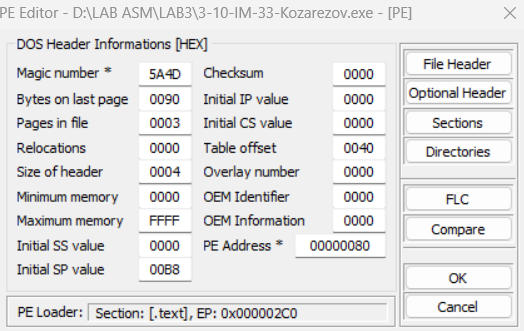 PE Editor - D:\LAB ASM\LAB3\3-10-IM-33-Kozarezov.exe - [PE]
DOS Header Informations [HEX]
Magic number * 5A4D Checksum 0000
Bytes on last page 0090 Initial IP value 0000
Pages in file 0003 Initial CS value 0000
Relocations 0000 Table offset 0040
Size of header 0004 Overlay number 0000
Minimum memory 0000 OEM Identifier 0000
Maximum memory FFFF OEM Information 0000
Initial SS value 0000 PE Address * 00000080
Initial SP value 00B8
File Header
Optional Header
Sections
Directories
FLC
Compare
OK
Cancel
PE Loader: Section: [.text], EP: 0x000002C0